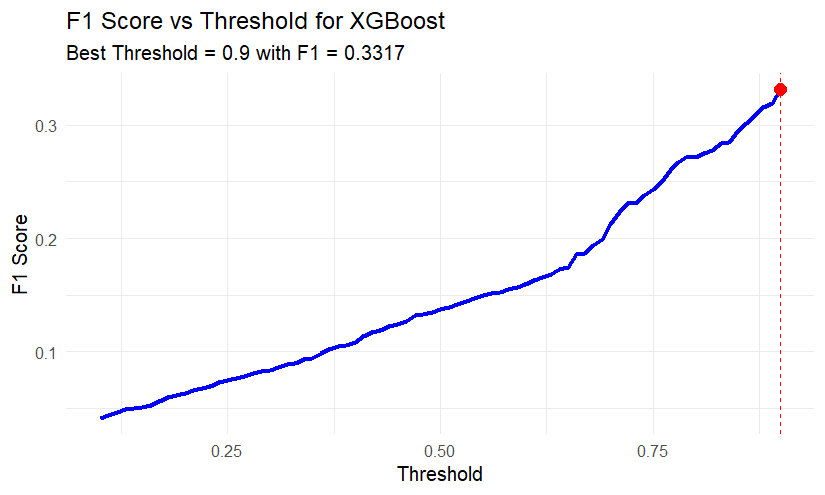 F1 Score vs Threshold for XGBoost
Best Threshold = 0.9 with F1 = 0.3317
F1 Score
0.3
0.2
0.1
0.25
0.50
0.75
Threshold